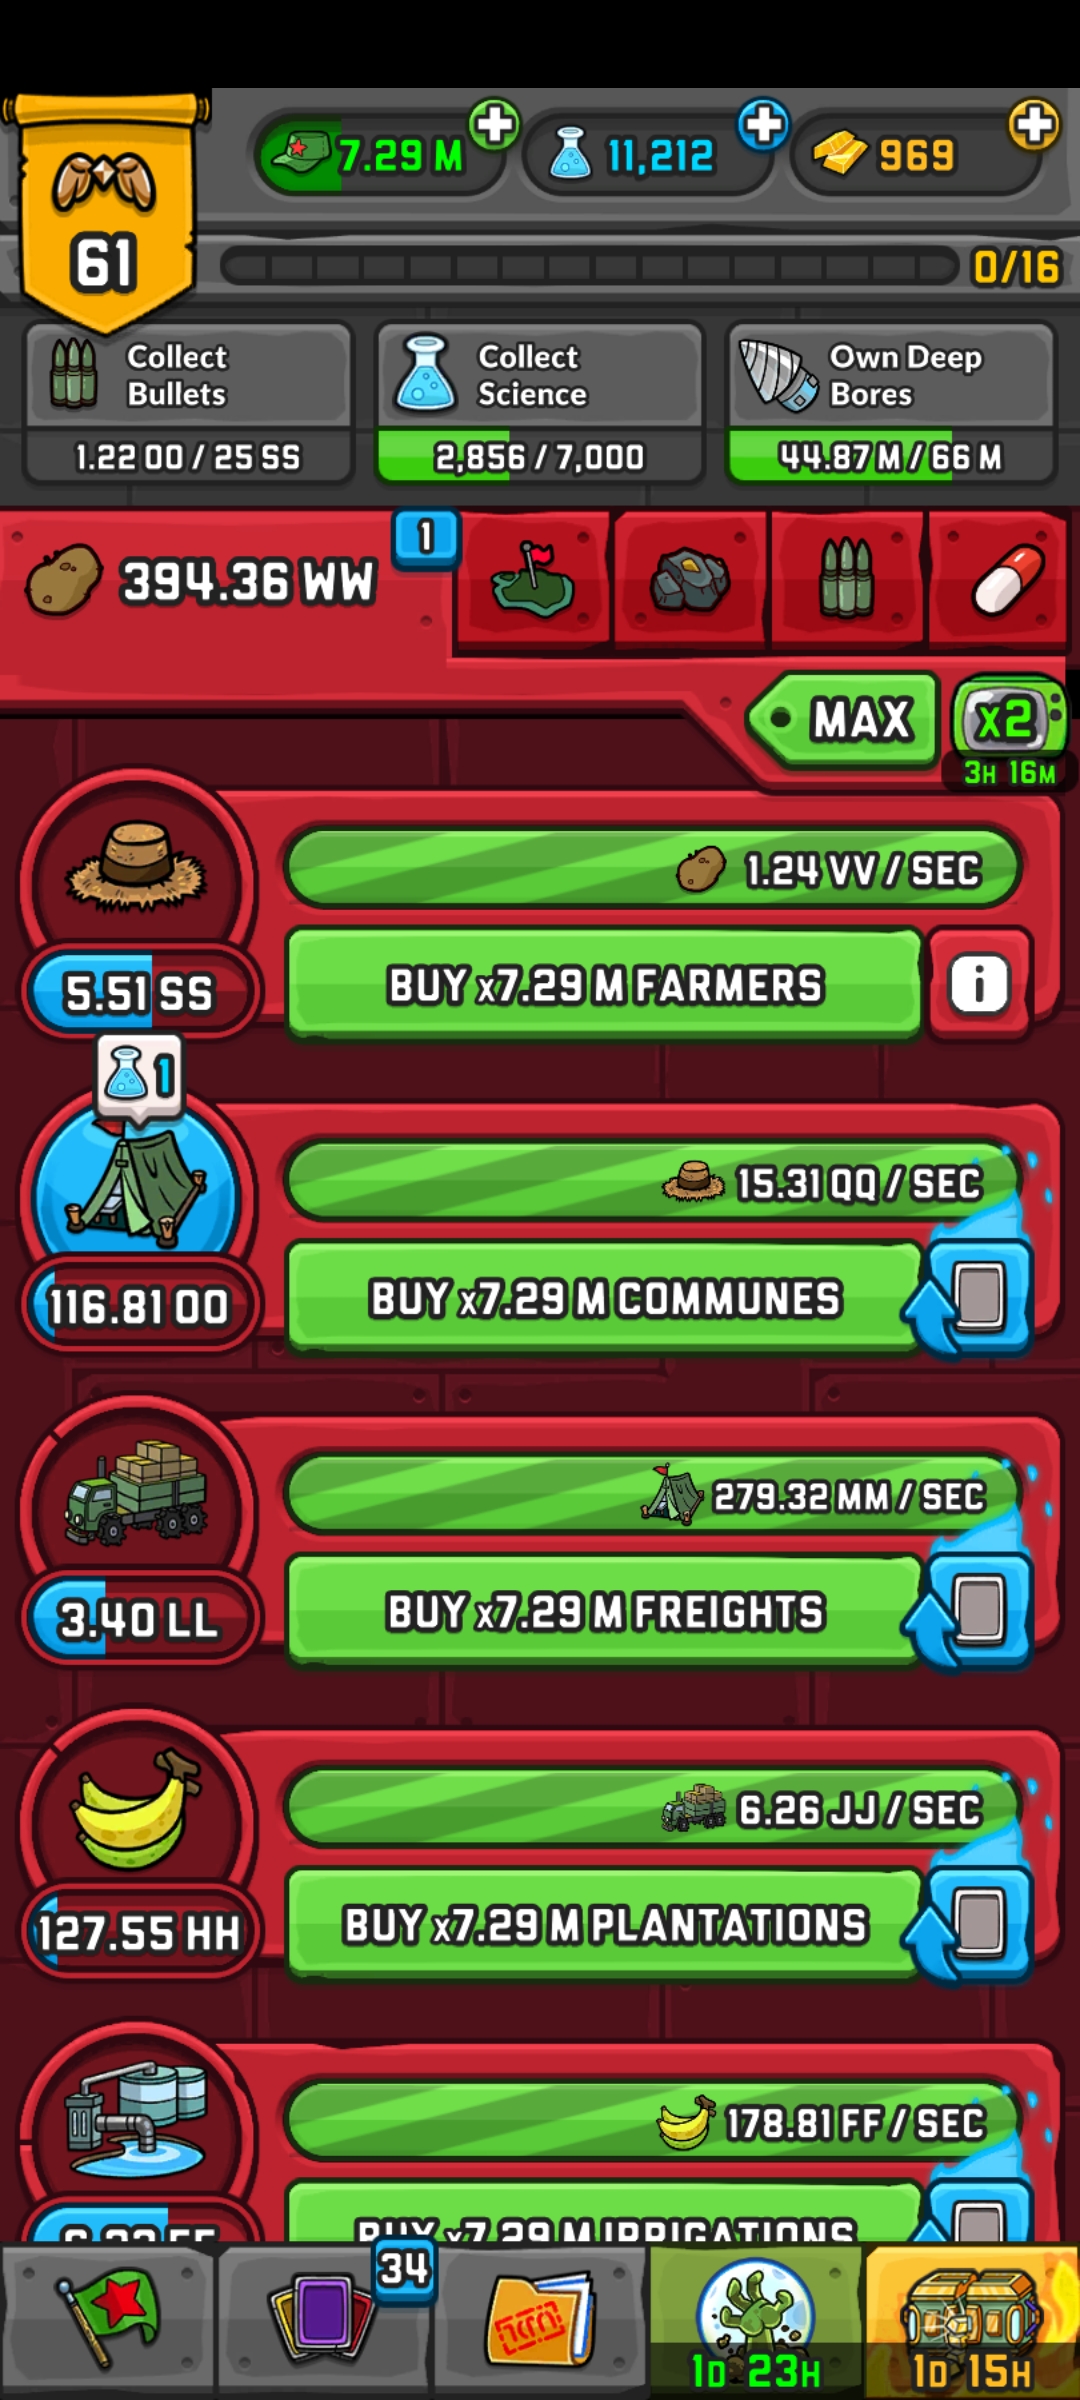 61
7.29 M
11,212
969
0/16
Collect
Bullets
1.22 OO / 25 SS
Collect
Science
2,856 / 7,000
Own Deep
Bores
44.87 M / 66 M
394.36 WW
1
MAX
x2
3H 16M
1.24 VV / SEC
5.51 SS
BUY x7.29 M FARMERS
i
1
15.31 QQ / SEC
116.81 OO
BUY x7.29 M COMMUNES
279.32 MM / SEC
3.40 LL
BUY x7.29 M FREIGHTS
6.26 JJ / SEC
127.55 HH
BUY x7.29 M PLANTATIONS
178.81 FF / SEC
BUY x7.29 M IRRIGATIONS
34
1D 23H
1D 15H